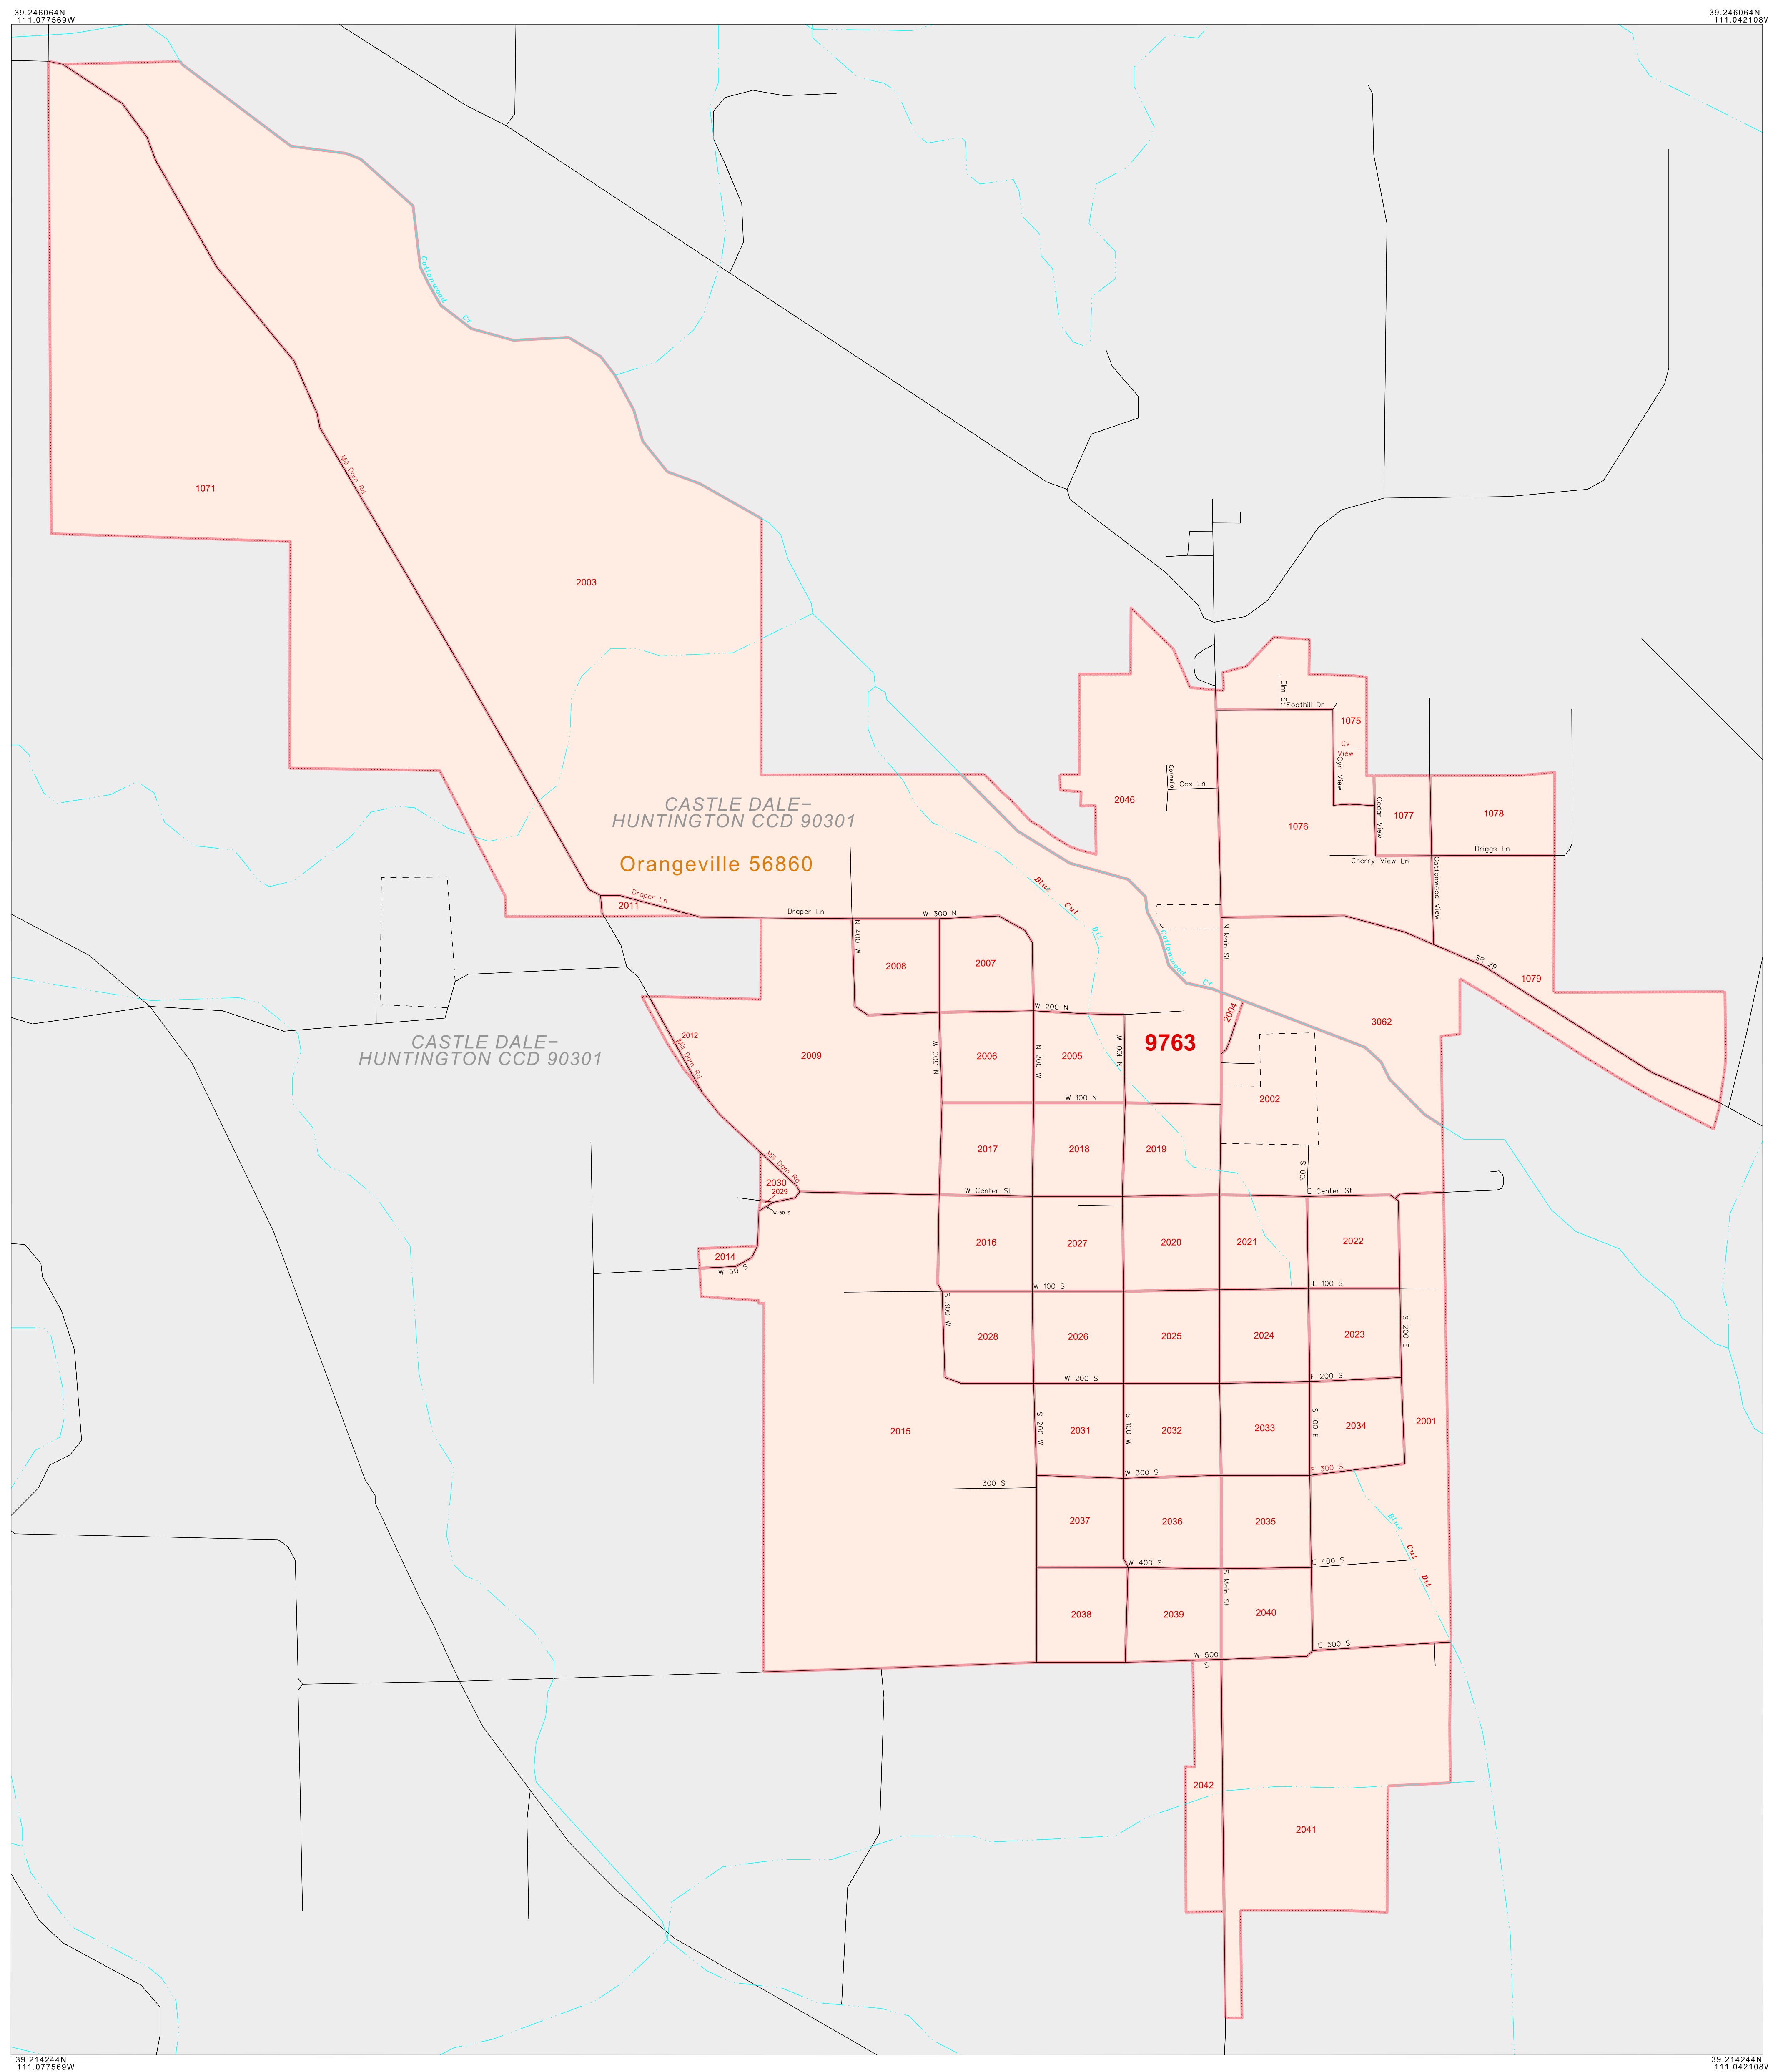 39.246064N
111.077569W
39.246064N
111.042108W
Cottonwood
Cr
Mill Dam Rd
1071
2003
Elm St
Foothill Dr
1075
Cv
View
Cyn View
Cornelia
Cox Ln
2046
1076
Cedar View
1077
1078
Driggs Ln
Cherry View Ln
Cottonwood View
CASTLE DALE–
HUNTINGTON CCD 90301
Orangeville 56860
Blue
Cut
Dit
Draper Ln
2011
Draper Ln
W 300 N
N 400 W
2008
2007
Cottonwood
Cr
N Main St
SR 29
1079
W 200 N
2004
3062
CASTLE DALE–
HUNTINGTON CCD 90301
2012
Mill Dam Rd
2009
W 300 N
2006
N 200 W
2005
W 100 N
9763
2002
W 100 N
2017
2018
2019
Mill Dam Rd
2030
2029
W 50 S
W Center St
S 100
E Center St
2014
W 50 S
2016
2027
2020
2021
2022
W 100 S
E 100 S
S 300 W
2028
2026
2025
2024
2023
S 200 E
W 200 S
E 200 S
2015
S 200 W
2031
S 100 W
2032
2033
S 100 E
2034
2001
W 300 S
E 300 S
300 S
2037
2036
2035
Blue
Cut
Dit
W 400 S
E 400 S
S Main St
2038
2039
2040
W 500
S
E 500 S
2042
2041
39.214244N
111.077569W
39.214244N
111.042108W